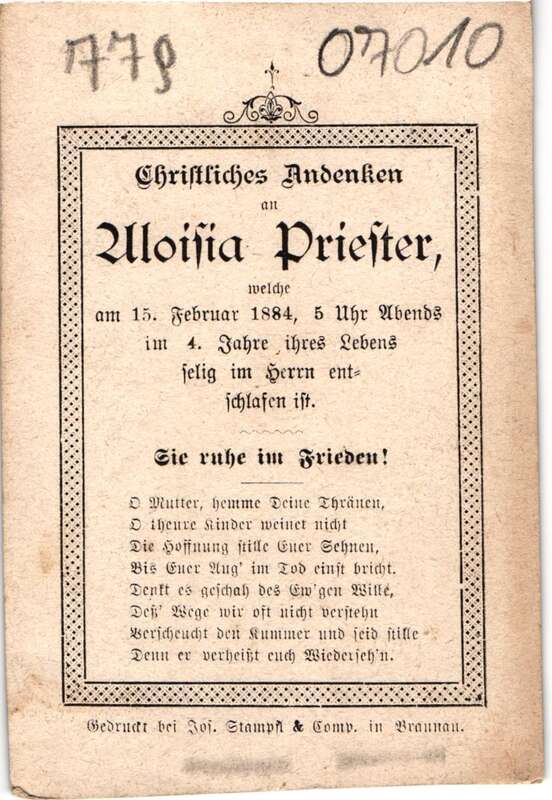 779 07010
Christliches Andenken
an
Aloisia Priester,
welche
am 15. Februar 1884, 5 Uhr Abends
im 4. Jahre ihres Lebens
selig im Herrn ent=
schlafen ist.
Sie ruhe im Frieden!
O Mutter, hemme Deine Thränen,
O theure Kinder weinet nicht
Die Hoffnung stille Euer Sehnen,
Bis Euer Aug' im Tod einst bricht.
Denkt es geschah des Ew'gen Wille,
Deß' Wege wir oft nicht verstehn
Verscheucht den Kummer und seid stille
Denn er verheißt euch Wiederseh'n.
Gedruckt bei Jos. Stampfl & Comp. in Braunau.